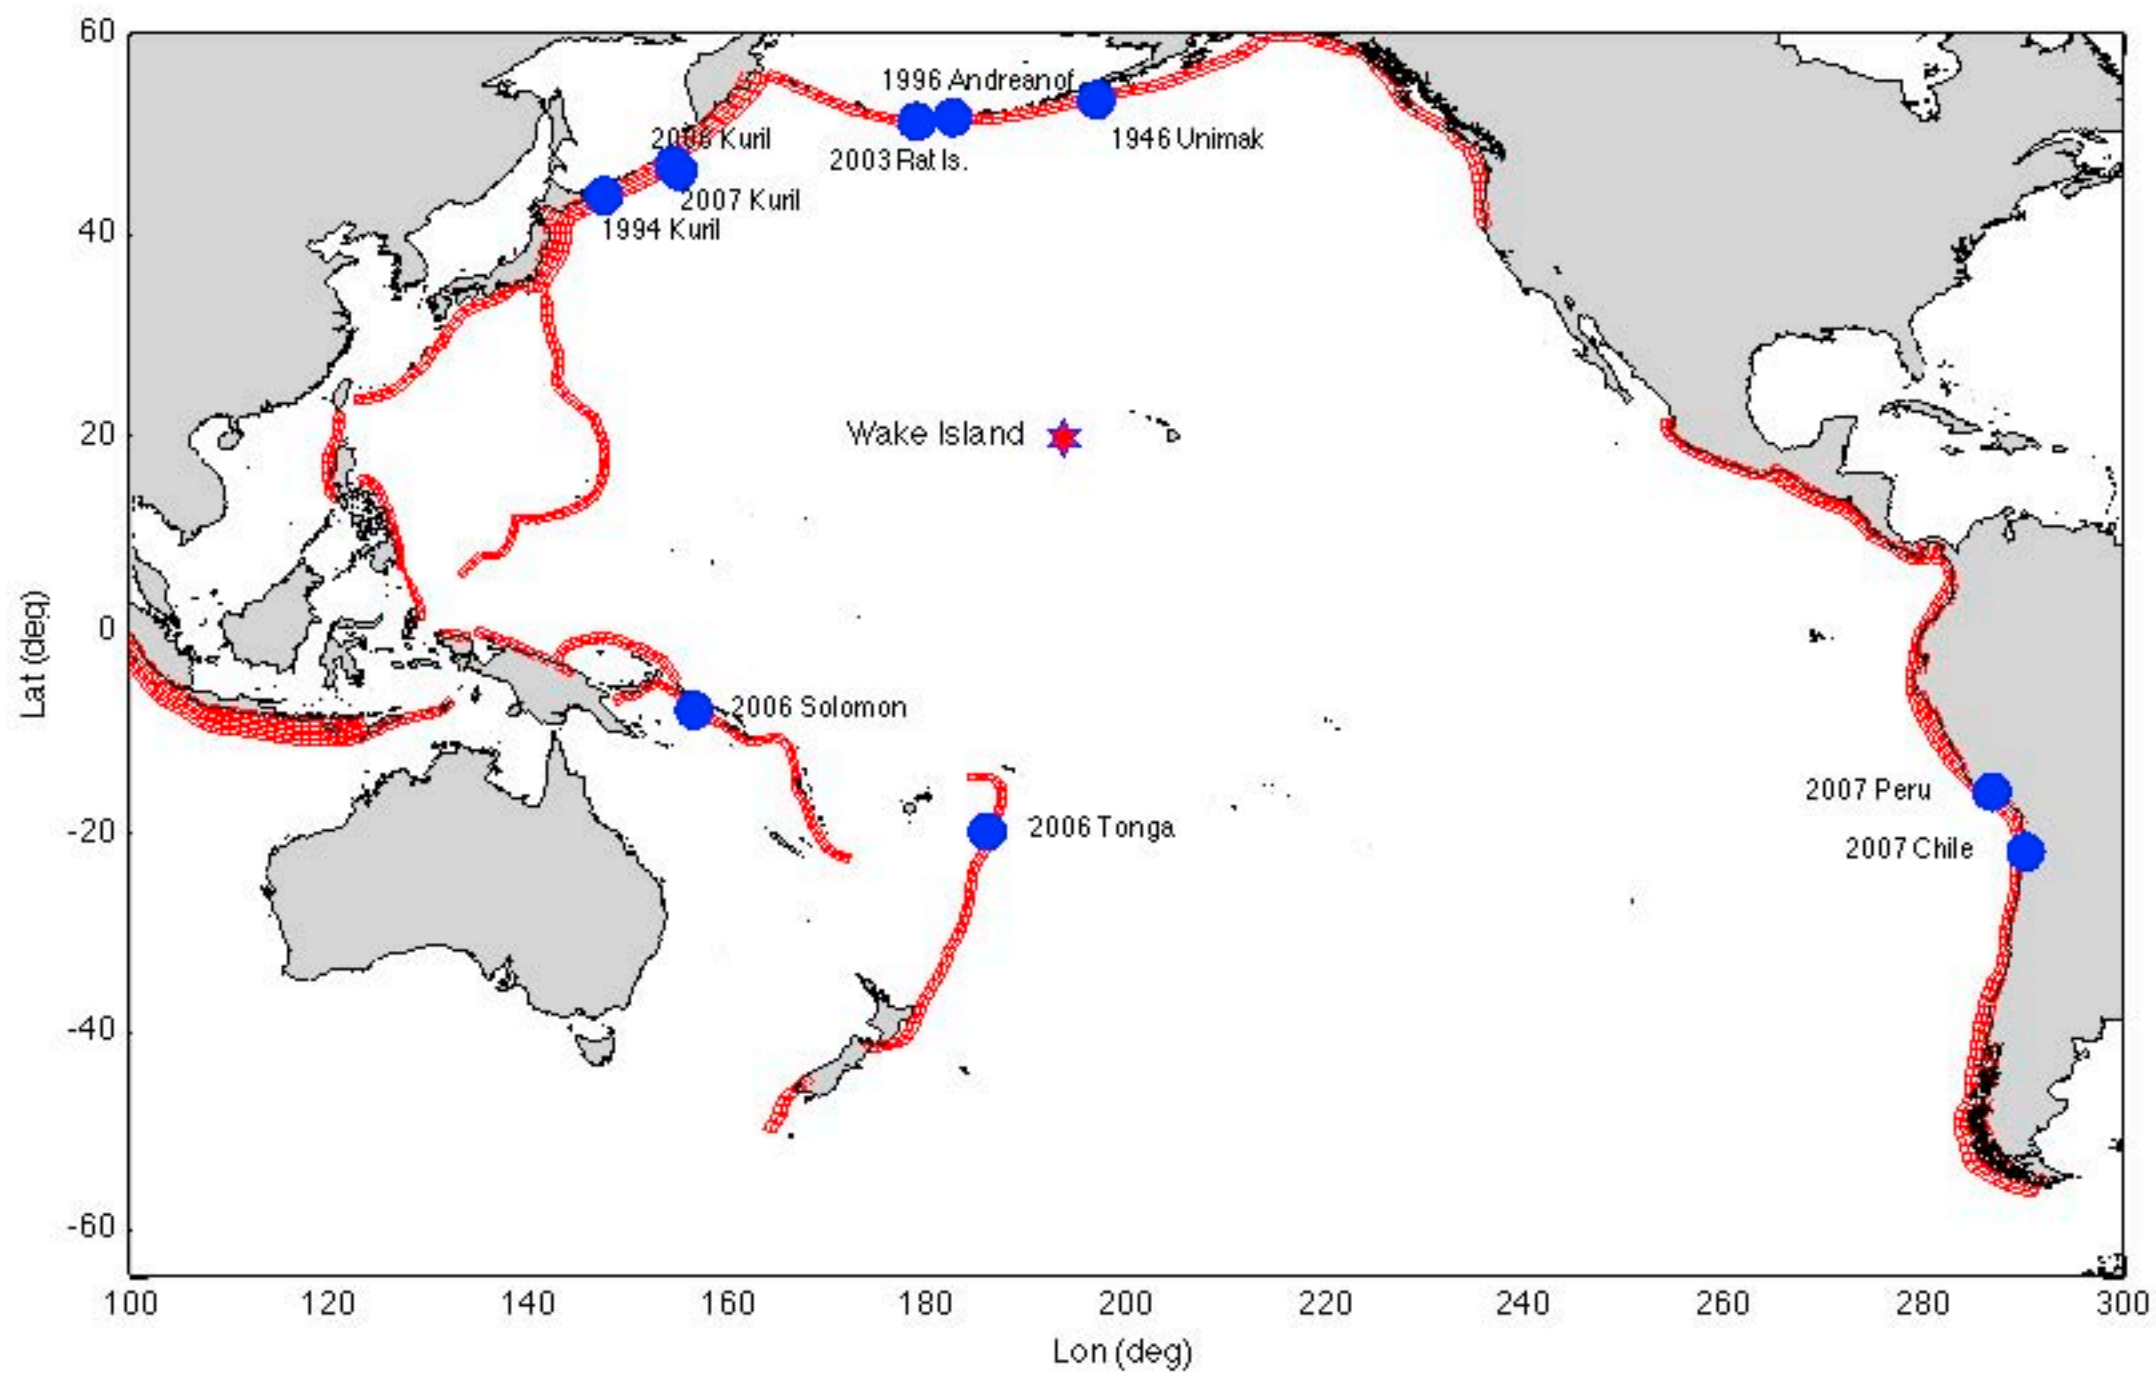 60
1996 Andreanof
2006 Kuril
1946 Unimak
2003 Rat Is.
2007 Kuril
1994 Kuril
40
Wake Island
20
0
Lat (deg)
2006 Solomon
2007 Peru
2006 Tonga
-20
2007 Chile
-40
-60
100 120 140 160 180 200 220 240 260 280 300
Lon (deg)